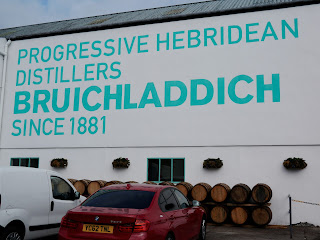 PROGRESSIVE HEBRIDEAN
DISTILLERS
BRUICHLADDICH
SINCE 1881